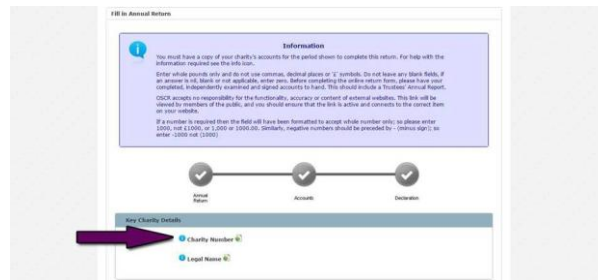 Fill in Annual Return
Information
You must have a copy of your charity's accounts for the period shown to complete this return. For help with the
information required see the info icon.
Enter whole pounds only and do not use commas, decimal places or '£' symbols. Do not leave any blank fields, if
an answer is nil, blank or not applicable, enter zero. Before completing the online return form, please have your
completed, independently examined and signed accounts to hand. This should include a Trustees' Annual Report.
OSCR accepts no responsibility for the functionality, accuracy or content of external websites. This link will be
viewed by members of the public, and you should ensure that the link is active and connects to the correct item
on your website.
If a number is required then the field will have been formatted to accept whole number only; so please enter
1000, not £1000, or 1,000 or 1000.00. Similarly, negative numbers should be preceded by - (minus sign); so
enter -1000 not (1000)
Annual
Return
Accounts
Declaration
Key Charity Details
Charity Number
Legal Name